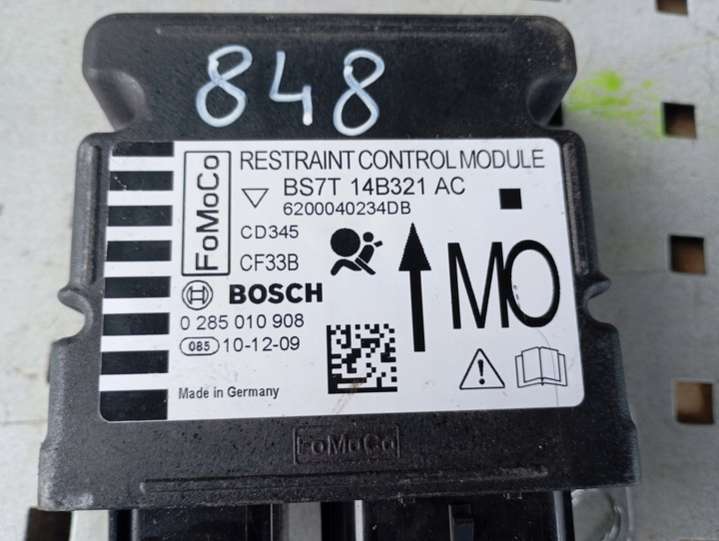 848
FoMoCo
RESTRAINT CONTROL MODULE
BS7T 14B321 AC
6200040234DB
CD345
CF33B
MO
BOSCH
0 285 010 908
085 10-12-09
Made in Germany
FoMoCo